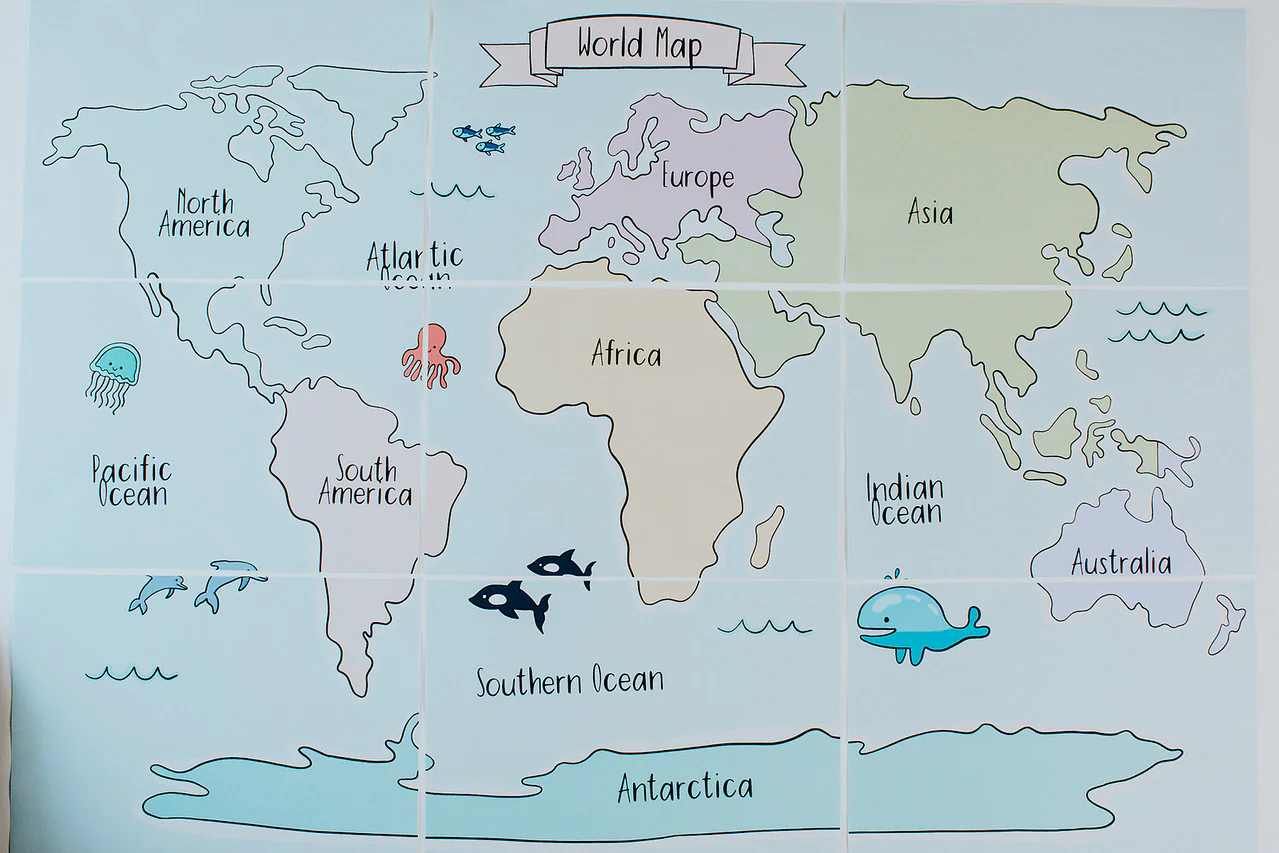 World Map
Europe
North
America
Asia
Atlantic
Ocean
Africa
Pacific
Ocean
South
America
Indian
Ocean
Australia
Southern Ocean
Antarctica